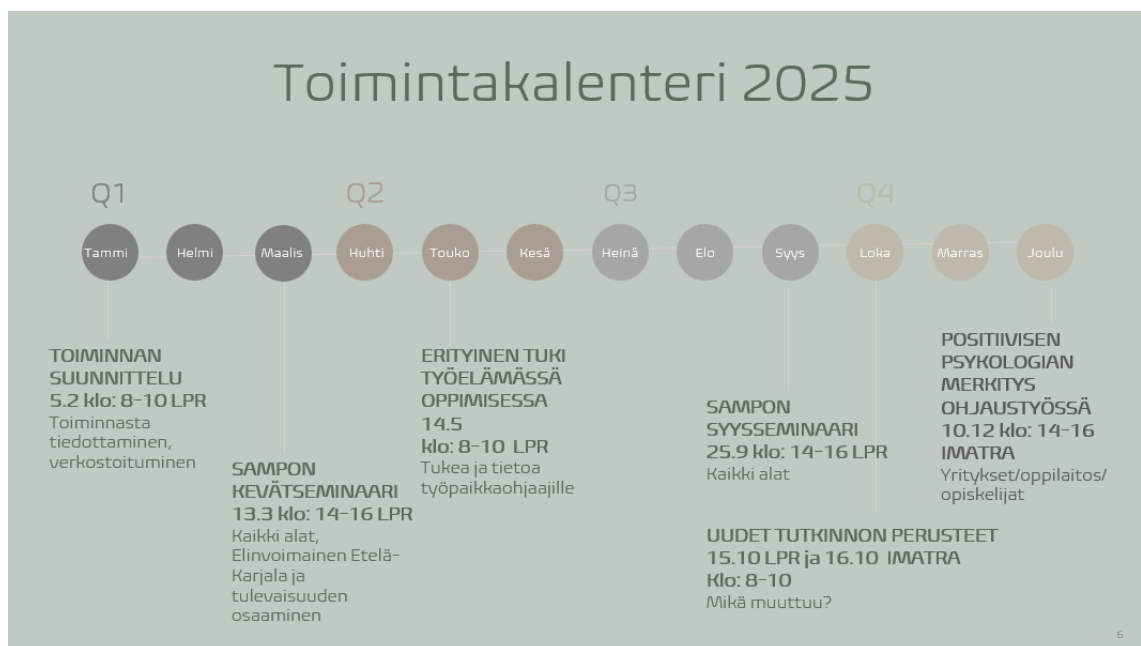 Toimintakalenteri 2025
Q1
Q2
Q3
Q4
Tammi
Helmi
Maalis
Huhti
Touko
Kesä
Heinä
Elo
Syys
Loka
Marras
Joulu
TOIMINNAN
SUUNNITTELU
5.2 klo: 8-10 LPR
Toiminnasta
tiedottaminen,
verkostoituminen
SAMPON
KEVÄTSEMINAARI
13.3 klo: 14-16 LPR
Kaikki alat,
Elinvoimainen Etelä-
Karjala ja
tulevaisuuden
osaaminen
ERITYINEN TUKI
TYÖELÄMÄSSÄ
OPPIMISESSA
14.5
klo: 8-10 LPR
Tukea ja tietoa
työpaikkaohjaajille
SAMPON
SYYSSEMINAARI
25.9 klo: 14-16 LPR
Kaikki alat
UUDET TUTKINNON PERUSTEET
15.10 LPR ja 16.10 IMATRA
Klo: 8-10
Mikä muuttuu?
POSITIIVISEN
PSYKOLOGIAN
MERKITYS
OHJAUSTYÖSSÄ
10.12 klo: 14-16
IMATRA
Yritykset/oppilaitos/
opiskelijat
6